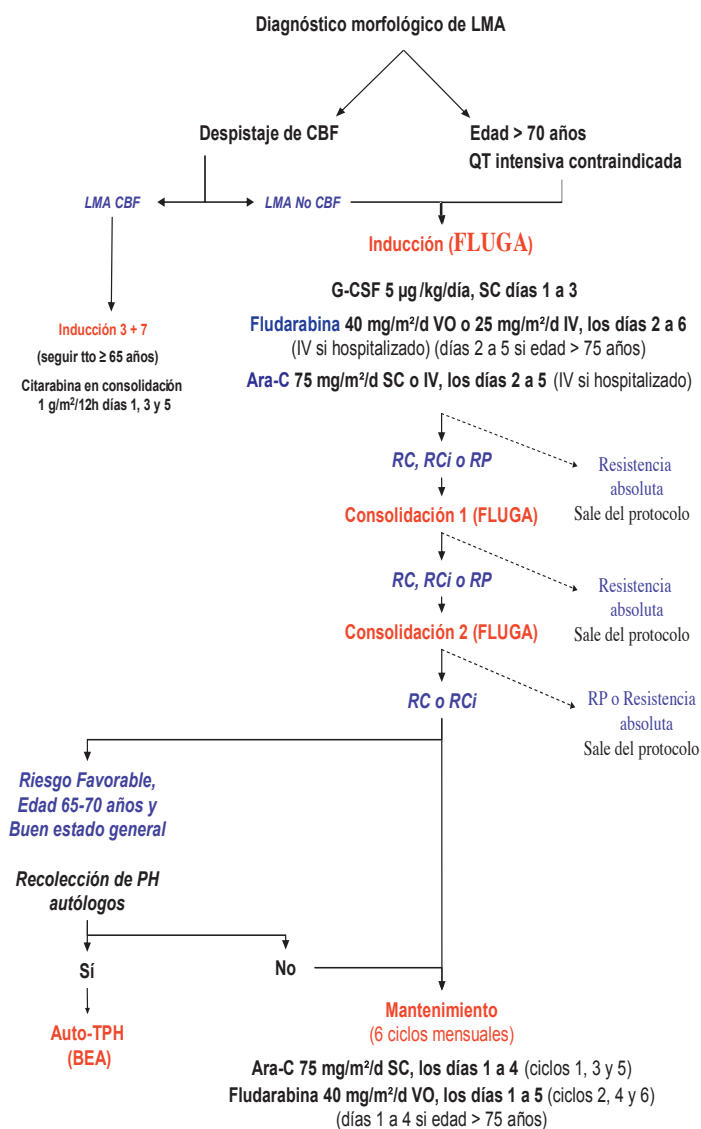 Diagnóstico morfológico de LMA
Despistaje de CBF
Edad > 70 años
QT intensiva contraindicada
LMA CBF
LMA No CBF
Inducción (FLUGA)
G-CSF 5 µg /kg/día, SC días 1 a 3
Inducción 3 + 7
(seguir tto ≥ 65 años)
Citarabina en consolidación
1 g/m²/12h días 1, 3 y 5
Fludarabina 40 mg/m²/d VO o 25 mg/m²/d IV, los días 2 a 6
(IV si hospitalizado) (días 2 a 5 si edad > 75 años)
Ara-C 75 mg/m²/d SC o IV, los días 2 a 5 (IV si hospitalizado)
RC, RCi o RP
Resistencia
absoluta
Sale del protocolo
Consolidación 1 (FLUGA)
RC, RCi o RP
Resistencia
absoluta
Sale del protocolo
Consolidación 2 (FLUGA)
RC o RCi
RP o Resistencia
absoluta
Sale del protocolo
Riesgo Favorable,
Edad 65-70 años y
Buen estado general
Recolección de PH
autólogos
Sí
No
Auto-TPH
(BEA)
Mantenimiento
(6 ciclos mensuales)
Ara-C 75 mg/m²/d SC, los días 1 a 4 (ciclos 1, 3 y 5)
Fludarabina 40 mg/m²/d VO, los días 1 a 5 (ciclos 2, 4 y 6)
(días 1 a 4 si edad > 75 años)